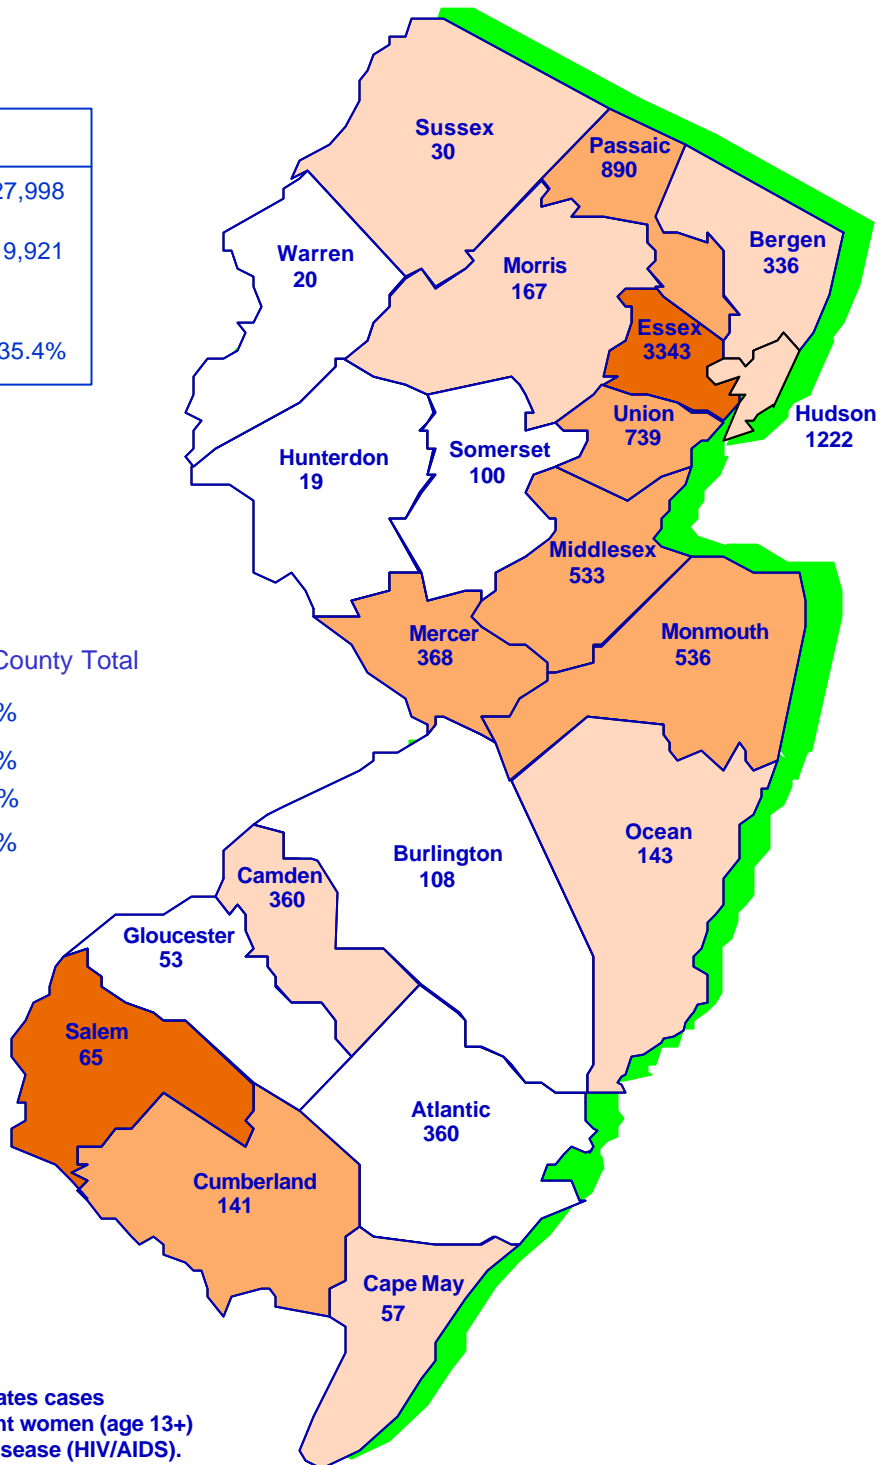 27,998
9,921
35.4%
Sussex
30
Passaic
890
Bergen
336
Warren
20
Morris
167
Essex
3343
Hudson
1222
Union
739
Somerset
100
Hunterdon
19
Middlesex
533
Mercer
368
Monmouth
536
County Total
%
%
%
%
Ocean
143
Burlington
108
Camden
360
Gloucester
53
Salem
65
Atlantic
360
Cumberland
141
Cape May
57
ates cases
nt women (age 13+)
sease (HIV/AIDS).